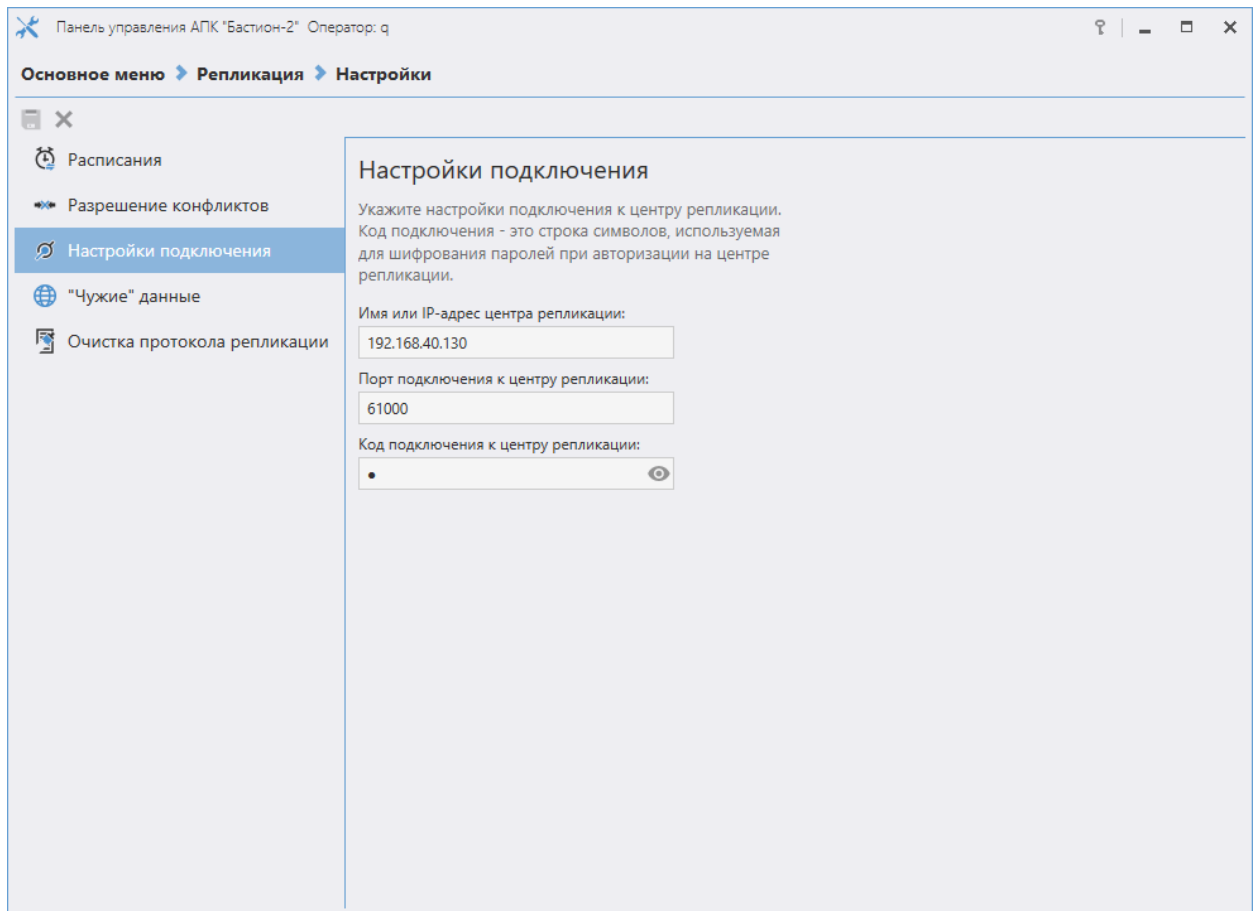 Панель управления АПК "Бастион-2" Оператор: q
Основное меню Репликация Настройки
Расписания
Разрешение конфликтов
Настройки подключения
"Чужие" данные
Очистка протокола репликации
Настройки подключения
Укажите настройки подключения к центру репликации.
Код подключения - это строка символов, используемая
для шифрования паролей при авторизации на центре
репликации.
Имя или IP-адрес центра репликации:
192.168.40.130
Порт подключения к центру репликации:
61000
Код подключения к центру репликации:
●